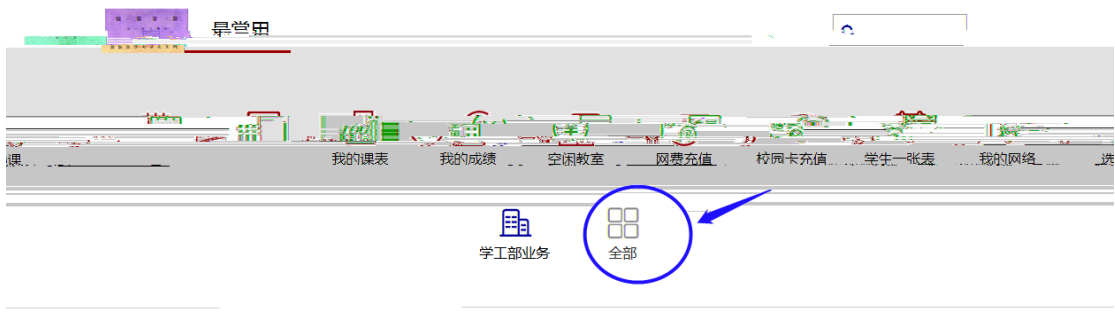 最常用
课 我的课表 我的成绩 空闲教室 网费充值 校园卡充值 学生一张表 我的网络 选
学工部业务 全部